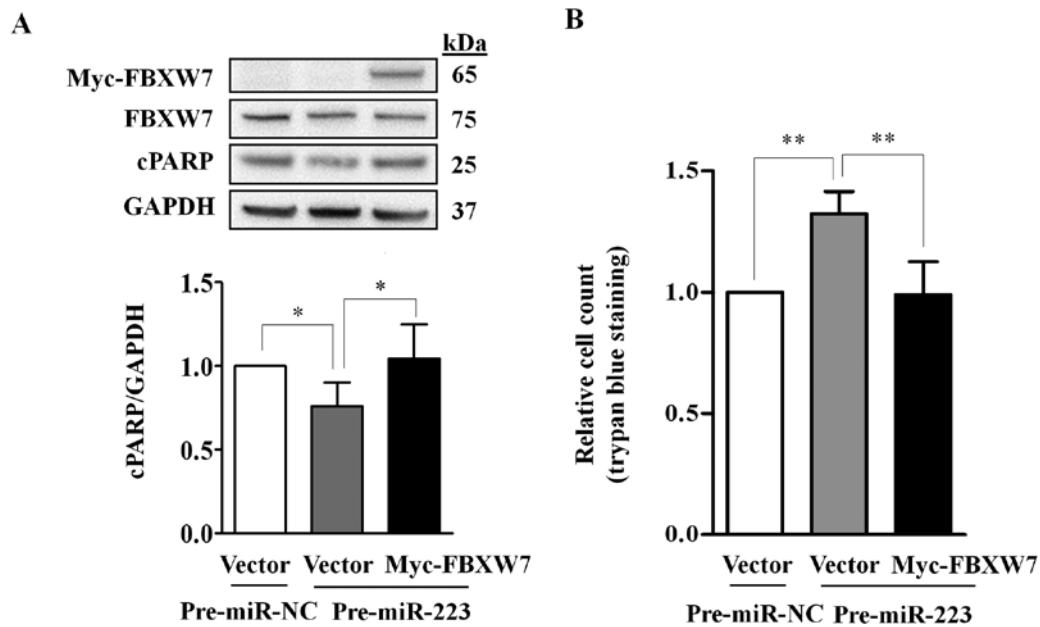 A
kDa
Myc-FBXW7 65
FBXW7 75
cPARP 25
GAPDH 37
cPARP/GAPDH
1.5
1.0
0.5
0.0
*
*
Vector Vector Myc-FBXW7
Pre-miR-NC Pre-miR-223
B
Relative cell count
(trypan blue staining)
1.5
1.0
0.5
0.0
**
**
Vector Vector Myc-FBXW7
Pre-miR-NC Pre-miR-223